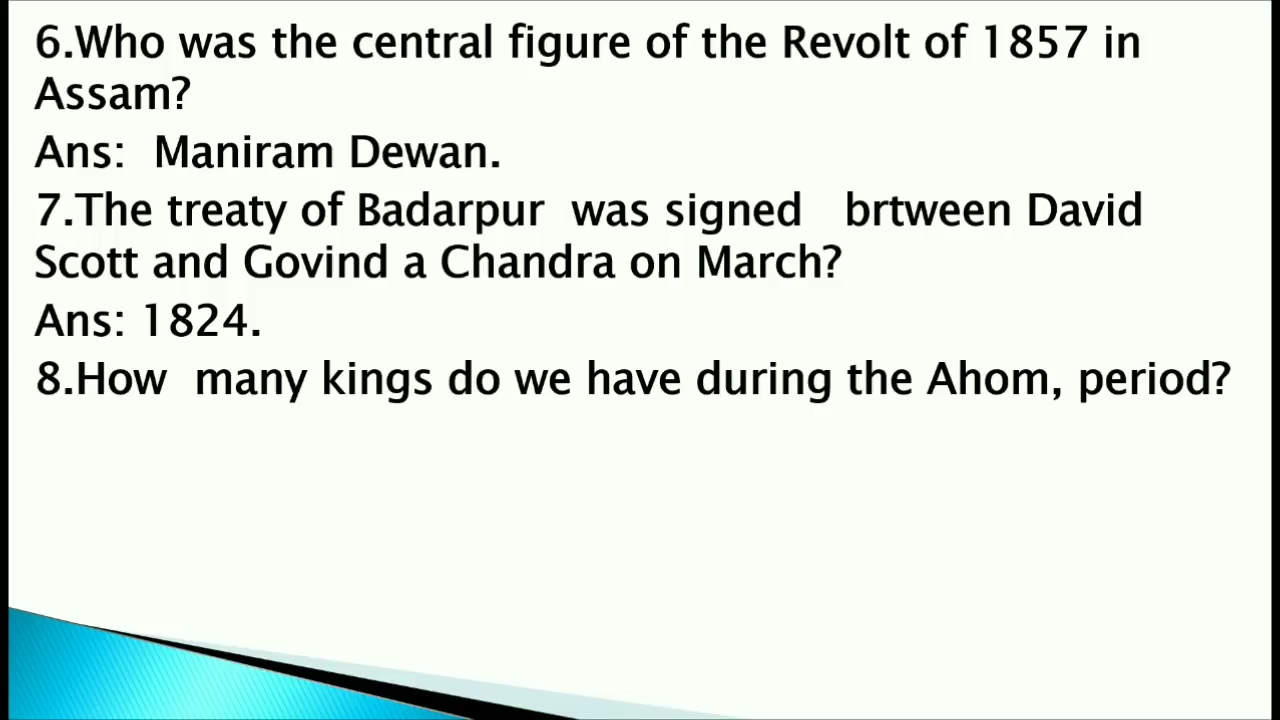 6.Who was the central figure of the Revolt of 1857 in
Assam?
Ans:  Maniram Dewan.
7.The treaty of Badarpur  was signed   brtween David
Scott and Govind a Chandra on March?
Ans: 1824.
8.How  many kings do we have during the Ahom, period?